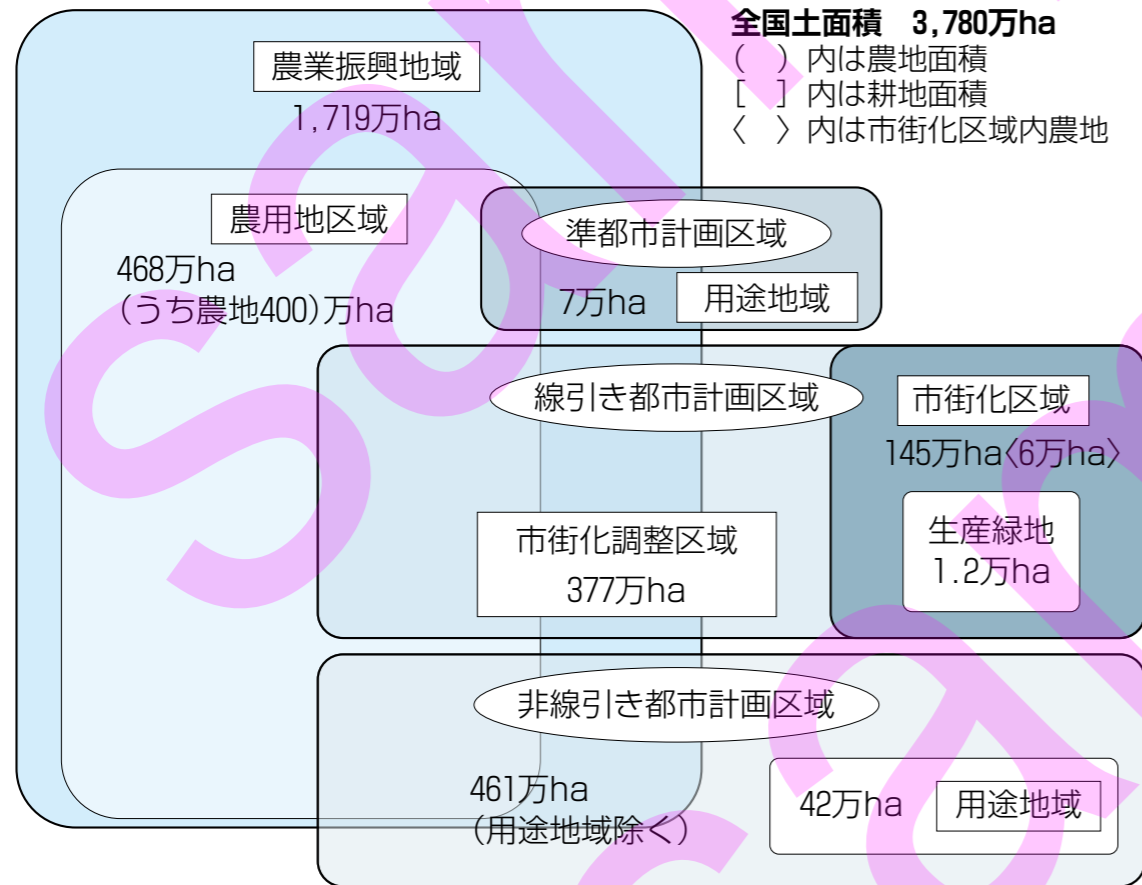 全国土面積 3,780万ha
( )内は農地面積
[ ]内は耕地面積
〈 〉内は市街化区域内農地
農業振興地域
1,719万ha
農用地区域
468万ha
(うち農地400)万ha
準都市計画区域
7万ha 用途地域
線引き都市計画区域
市街化区域
145万ha〈6万ha〉
生産緑地
1.2万ha
市街化調整区域
377万ha
非線引き都市計画区域
461万ha
(用途地域除く)
42万ha 用途地域